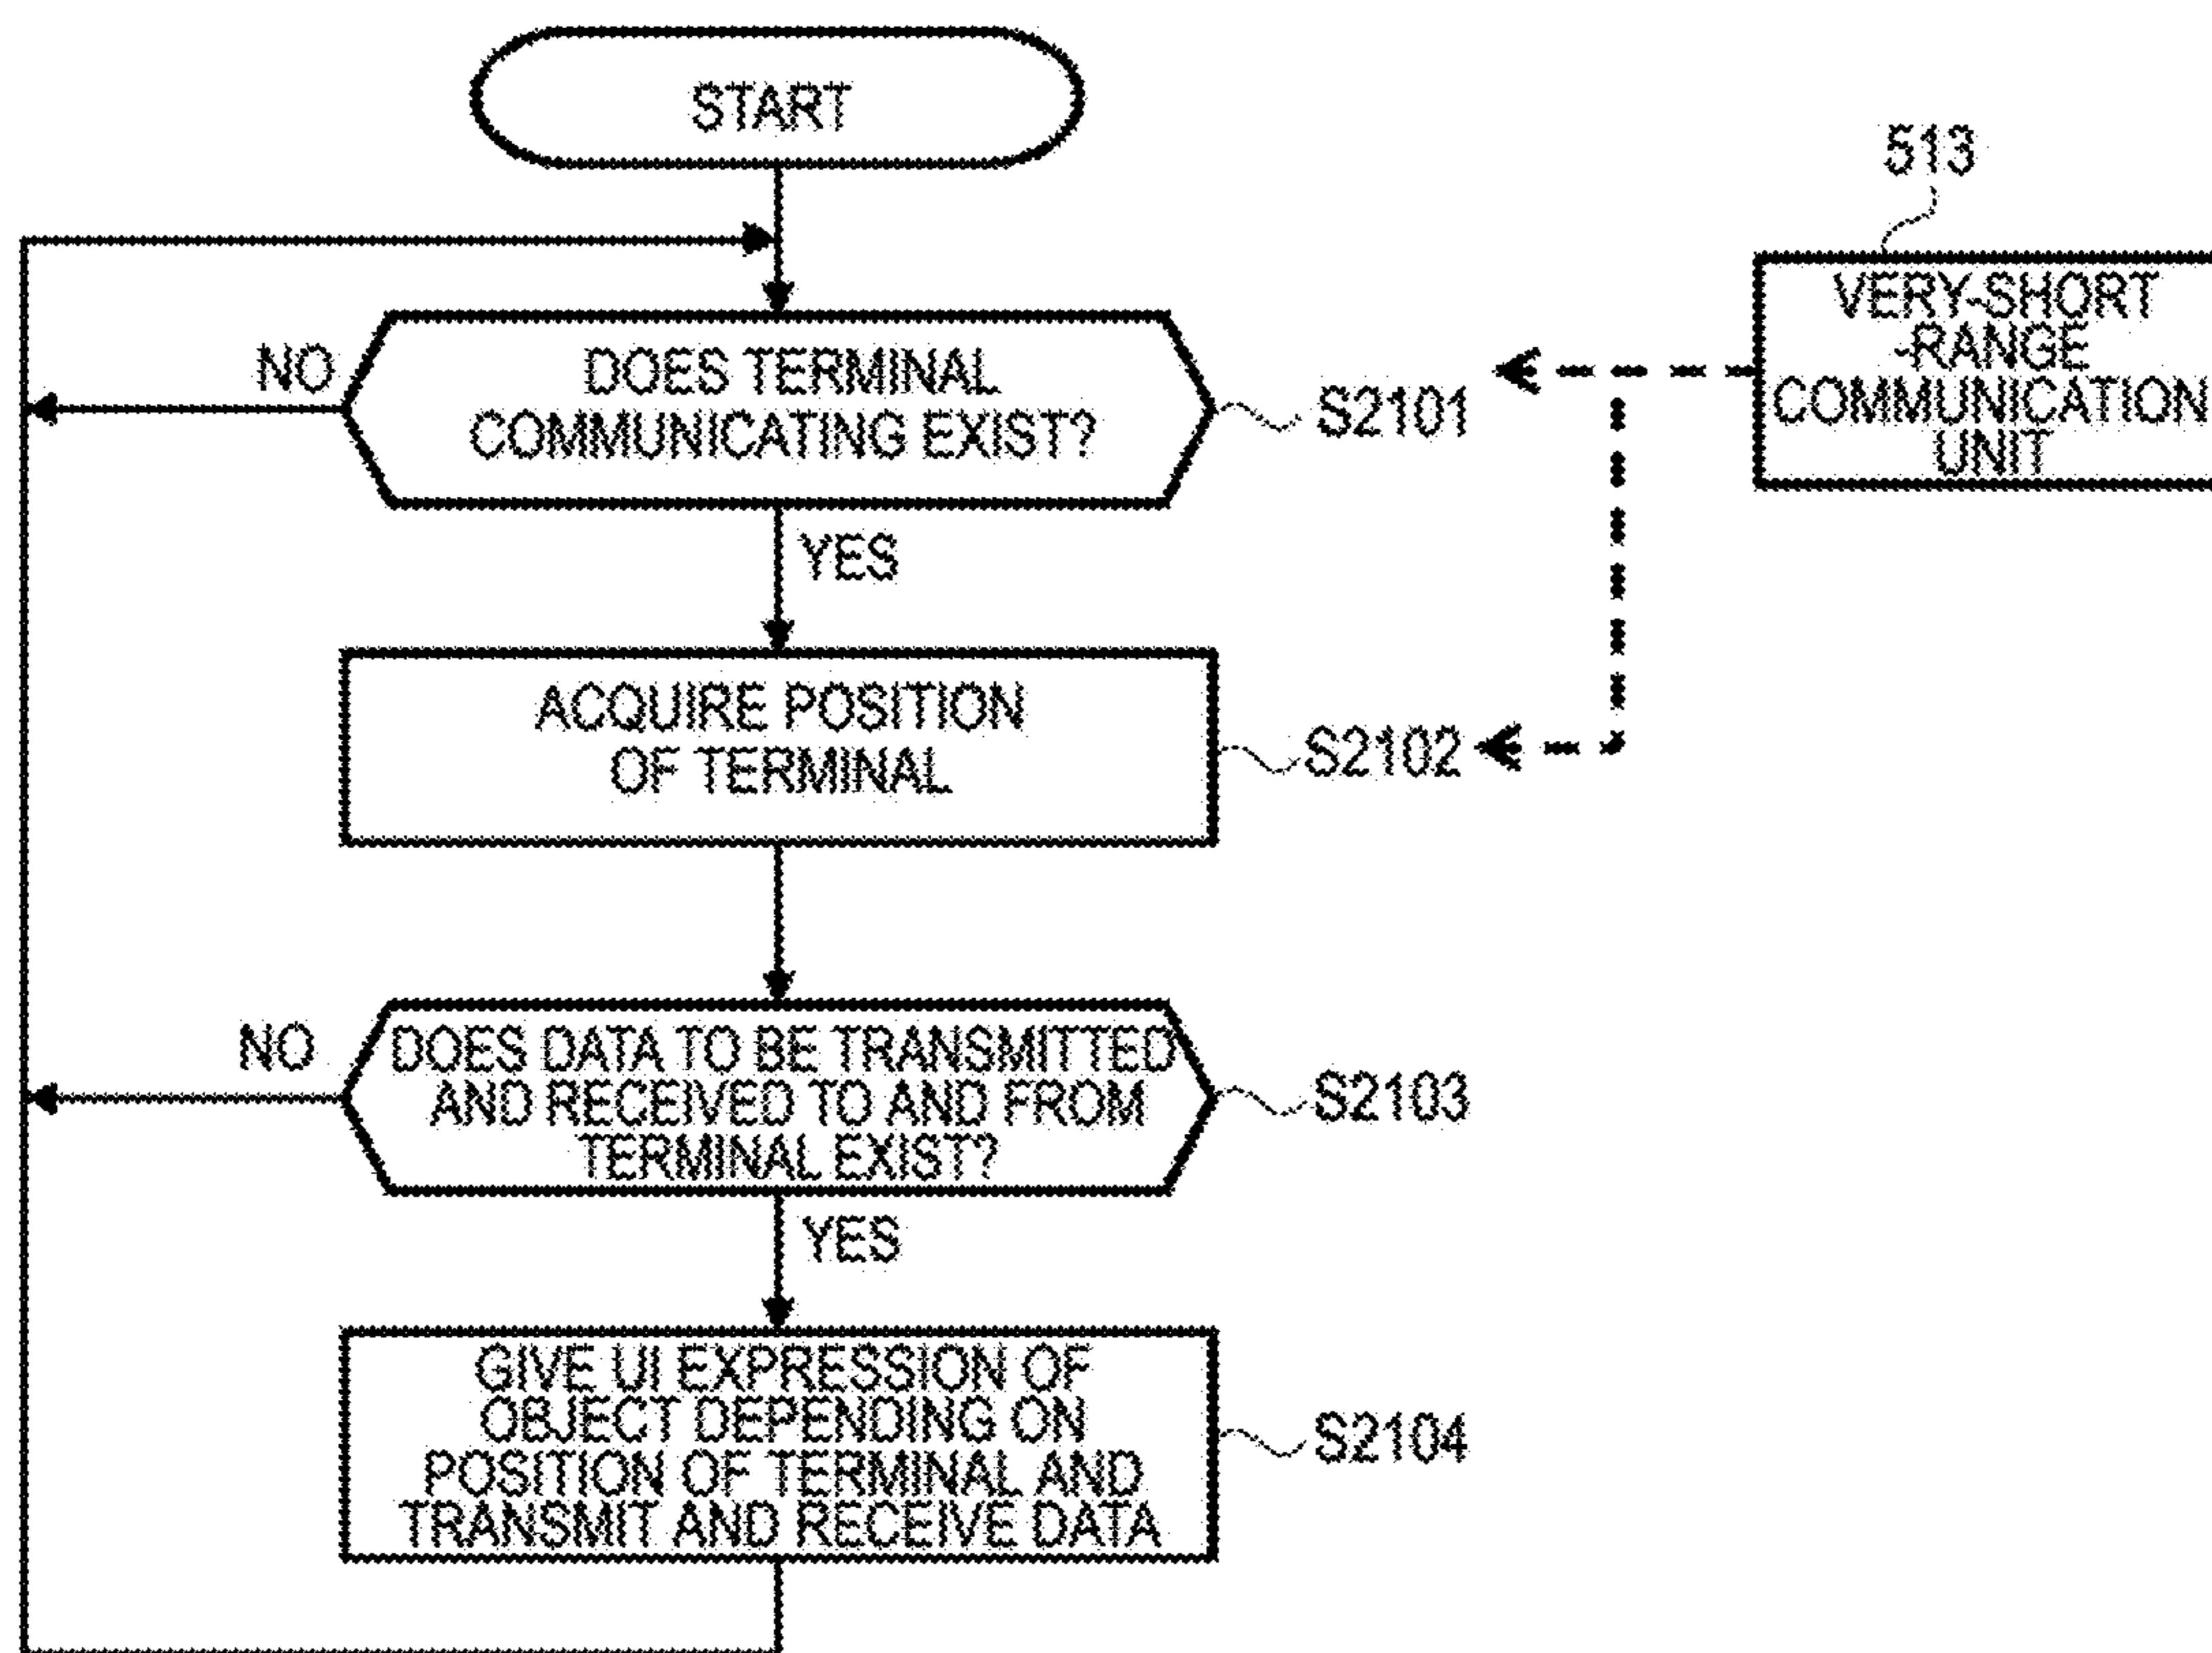 START
513
VERY-SHORT
-RANGE
COMMUNICATION
UNIT
NO
DOES TERMINAL
COMMUNICATING EXIST?
S2101
YES
ACQUIRE POSITION
OF TERMINAL
S2102
NO
DOES DATA TO BE TRANSMITTED
AND RECEIVED TO AND FROM
TERMINAL EXIST?
S2103
YES
GIVE UI EXPRESSION OF
OBJECT DEPENDING ON
POSITION OF TERMINAL AND
TRANSMIT AND RECEIVE DATA
S2104